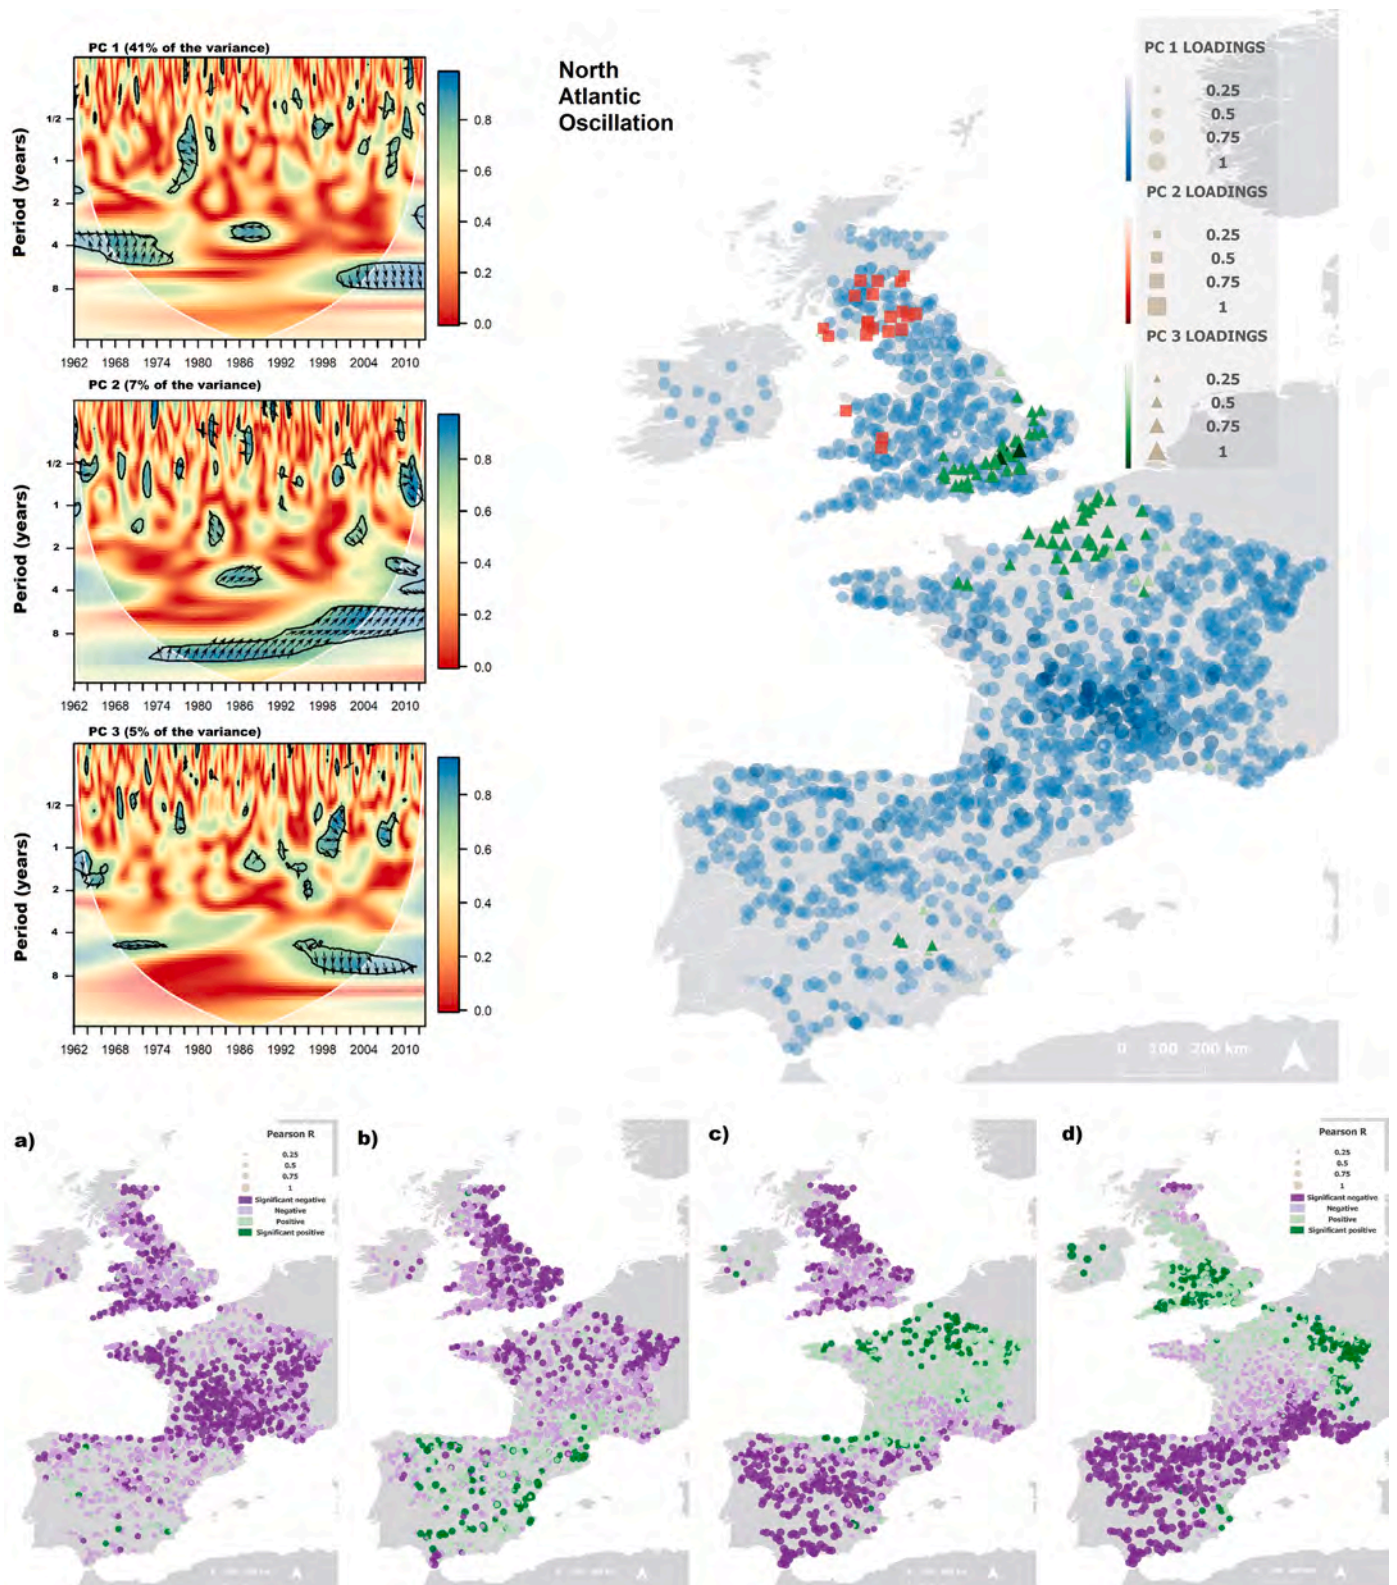 PC 1 (41% of the variance)
Period (years)
1/2
1
2
4
8
0.8
0.6
0.4
0.2
0.0
1962 1968 1974 1980 1986 1992 1998 2004 2010
PC 2 (7% of the variance)
Period (years)
1/2
1
2
4
8
0.8
0.6
0.4
0.2
0.0
1962 1968 1974 1980 1986 1992 1998 2004 2010
PC 3 (5% of the variance)
Period (years)
1/2
1
2
4
8
0.8
0.6
0.4
0.2
0.0
1962 1968 1974 1980 1986 1992 1998 2004 2010
North
Atlantic
Oscillation
PC 1 LOADINGS
0.25
0.5
0.75
1
PC 2 LOADINGS
0.25
0.5
0.75
1
PC 3 LOADINGS
0.25
0.5
0.75
1
0 100 200 km
a)
Pearson R
0.25
0.5
0.75
1
Significant negative
Negative
Positive
Significant positive
b)
c)
d)
Pearson R
0.25
0.5
0.75
1
Significant negative
Negative
Positive
Significant positive